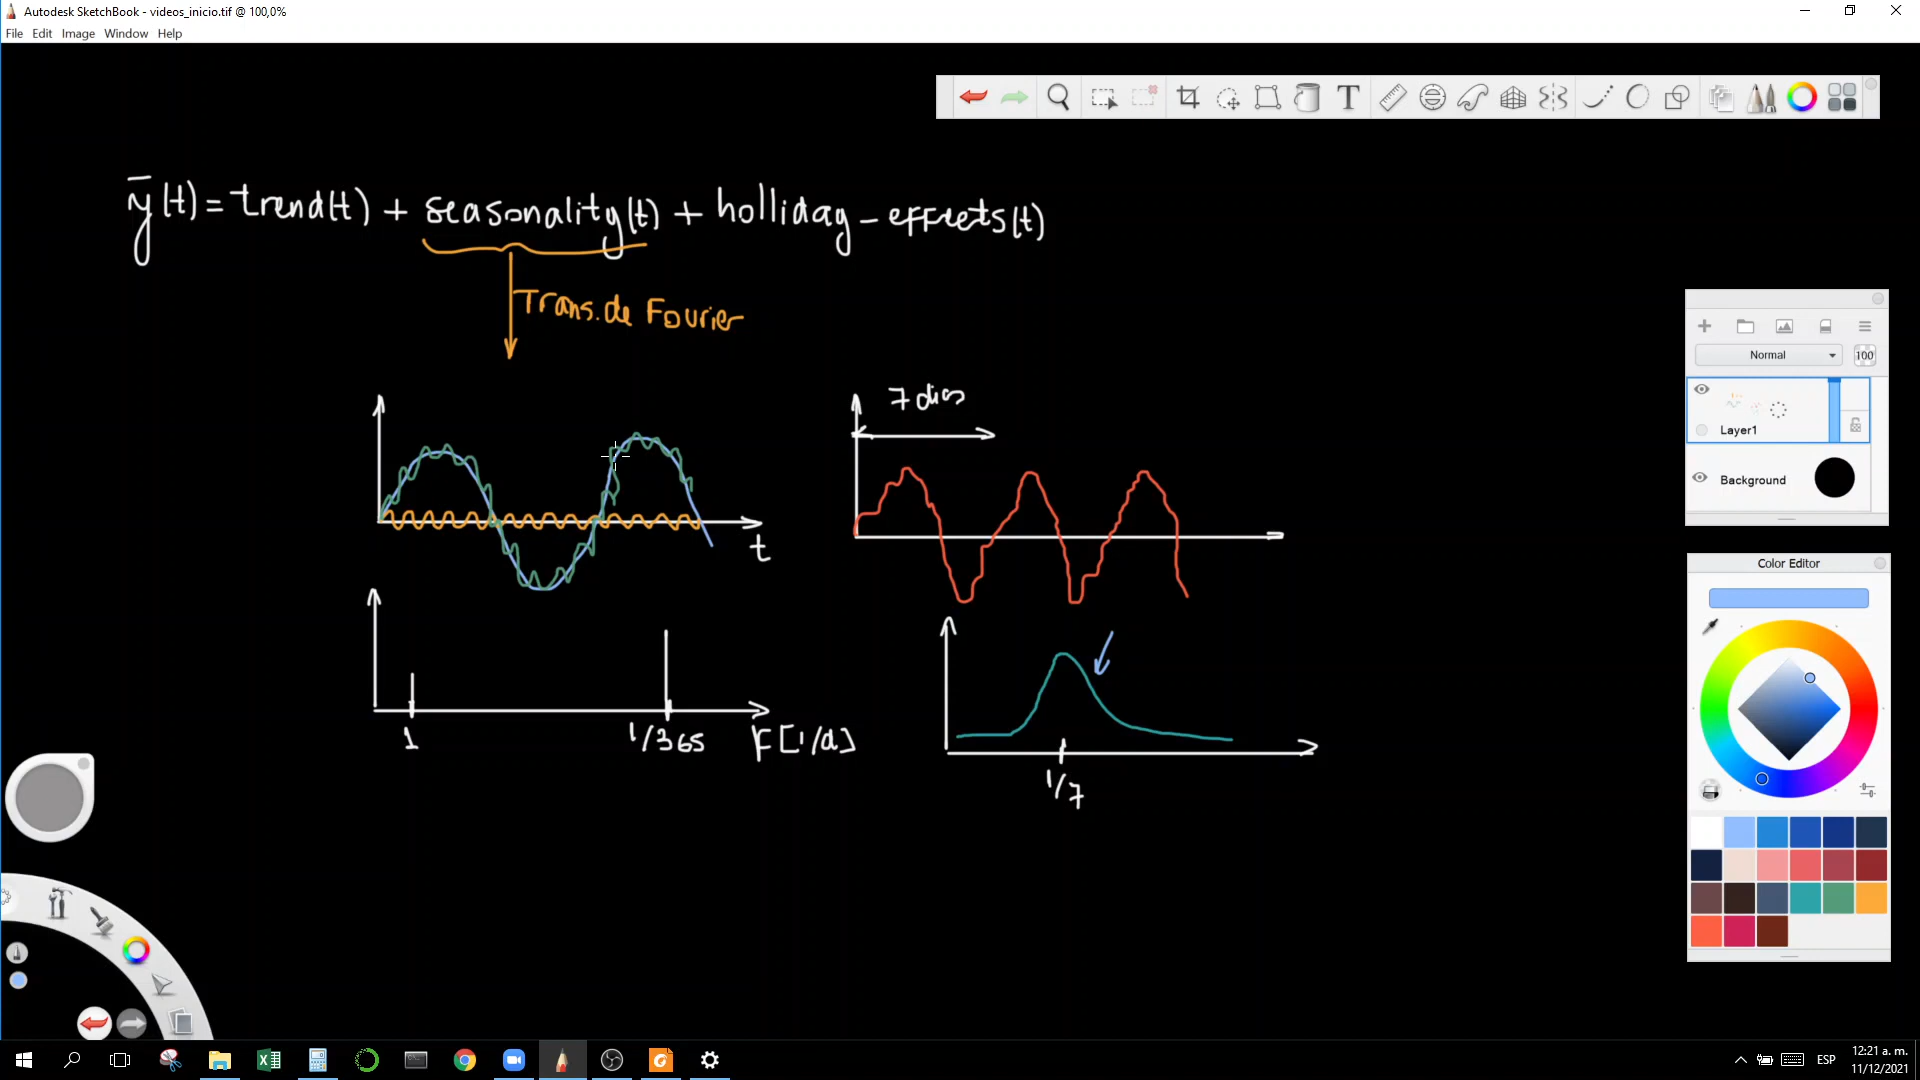 Autodesk SketchBook - videos_inicio.tif @ 100,0%
File Edit Image Window Help
y̅(t) = trend(t) + seasonality(t) + holliday - effects(t)
Trans. de Fourier
7 dias
t
1
1/365
F[1/d]
1/7
Normal
100
Layer1
Background
Color Editor
ESP
12:21 a. m.
11/12/2021